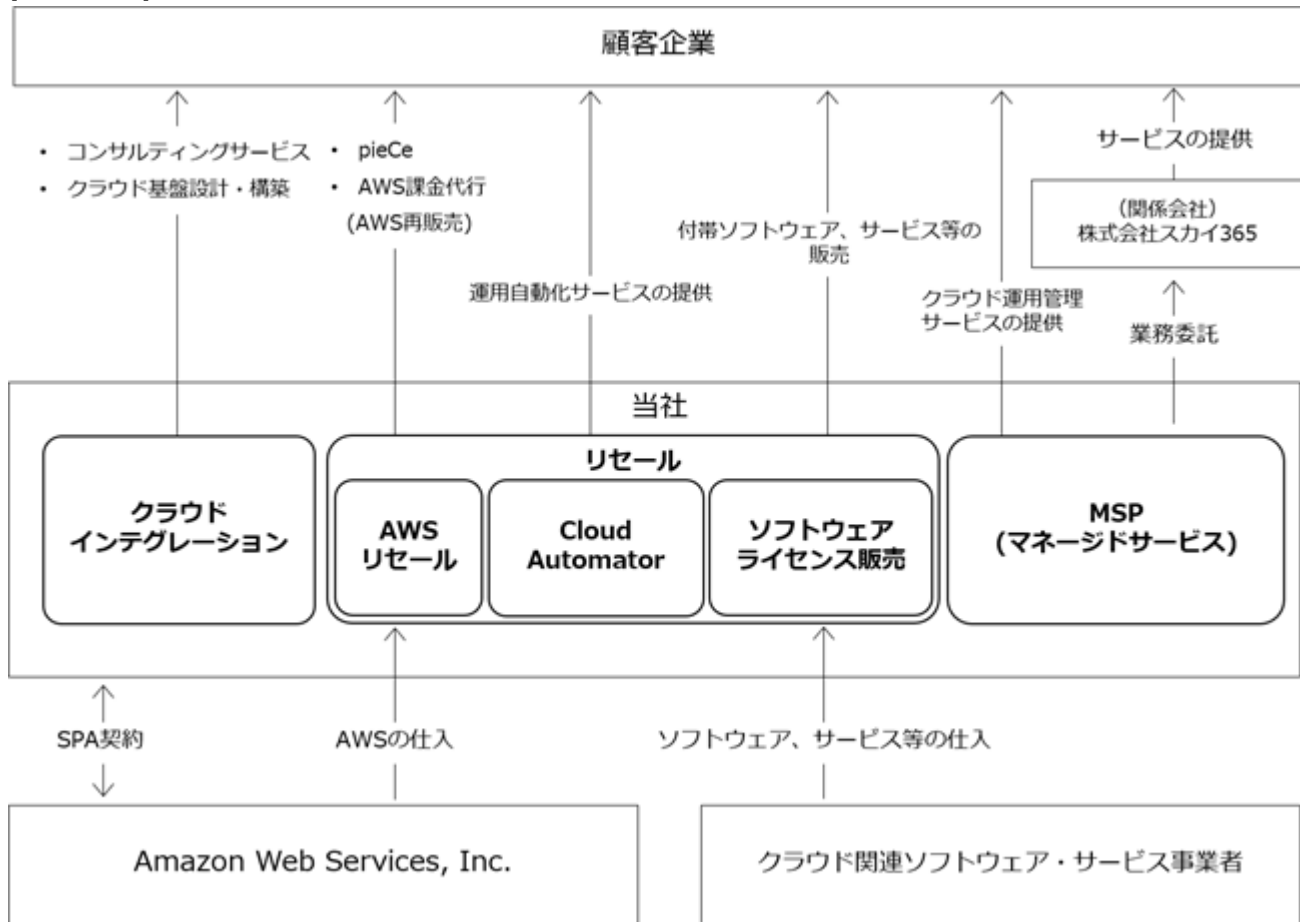 顧客企業
• コンサルティングサービス
• クラウド基盤設計・構築
• pieCe
• AWS課金代行
(AWS再販売)
運用自動化サービスの提供
付帯ソフトウェア、サービス等の
販売
クラウド運用管理
サービスの提供
サービスの提供
（関係会社）
株式会社スカイ365
業務委託
当社
クラウド
インテグレーション
リセール
AWS
リセール
Cloud
Automator
ソフトウェア
ライセンス販売
MSP
(マネージドサービス)
SPA契約
AWSの仕入
ソフトウェア、サービス等の仕入
Amazon Web Services, Inc.
クラウド関連ソフトウェア・サービス事業者